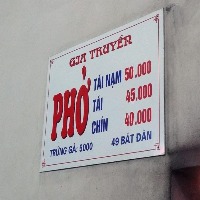 GIA TRUYỀN
PHỞ
TÁI NẠM 50.000
TÁI 45.000
CHÍN 40.000
TRỨNG GÀ: 5000 49 BÁT ĐÀN